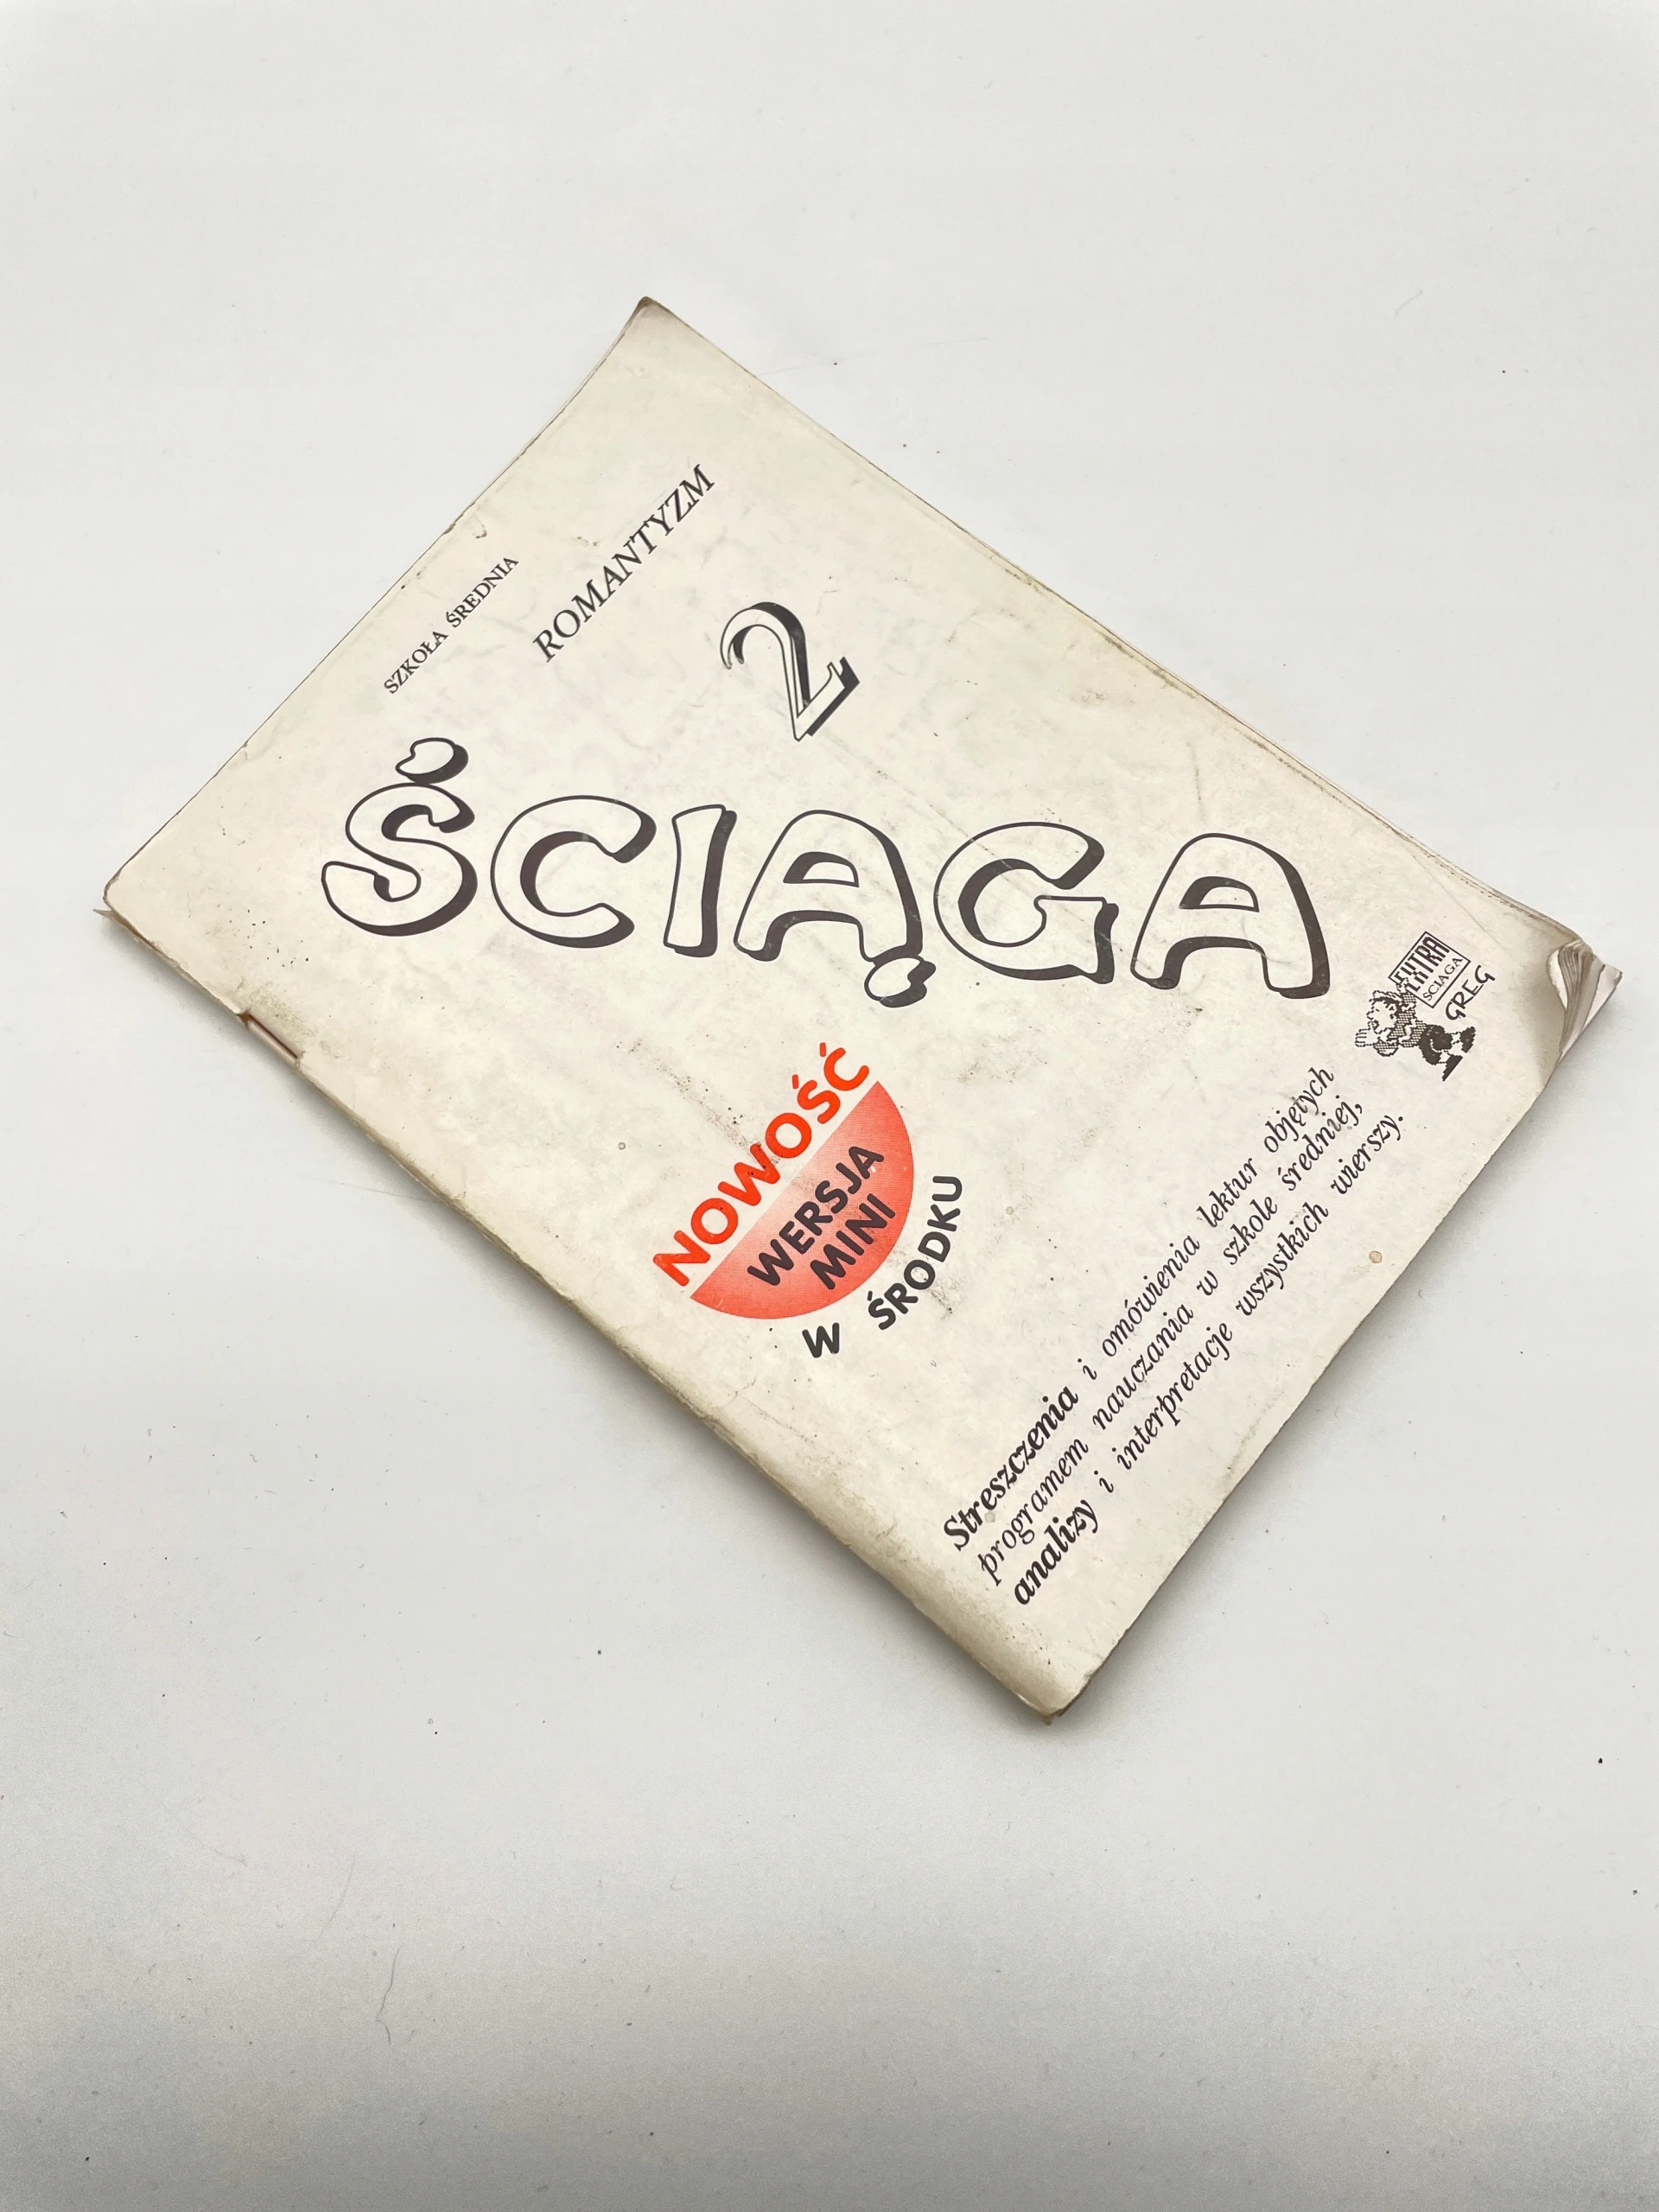 SZKOŁA ŚREDNIA
ROMANTYZM
2
ŚCIĄGA
EXTRA
ŚCIĄGA
GREG
NOWOŚĆ
WERSJA
MINI
W ŚRODKU
Streszczenia i omówienia lektur objętych
programem nauczania w szkole średniej,
analizy i interpretacje wszystkich wierszy.